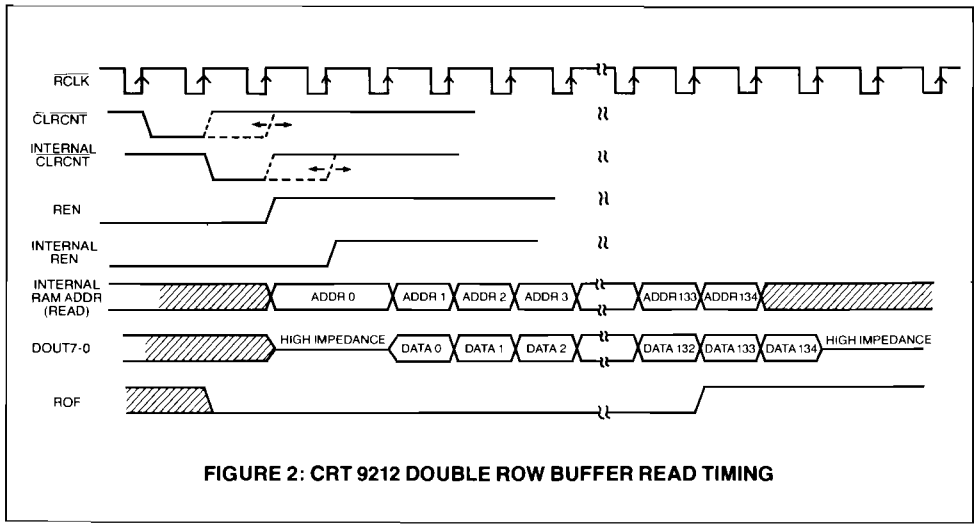 RCLK
CLRCNT
INTERNAL
CLRCNT
REN
INTERNAL
REN
INTERNAL
RAM ADDR
(READ)
ADDR 0 ADDR 1 ADDR 2 ADDR 3 ADDR 133 ADDR 134
DOUT7-0 HIGH IMPEDANCE DATA 0 DATA 1 DATA 2 DATA 132 DATA 133 DATA 134 HIGH IMPEDANCE
ROF
FIGURE 2: CRT 9212 DOUBLE ROW BUFFER READ TIMING